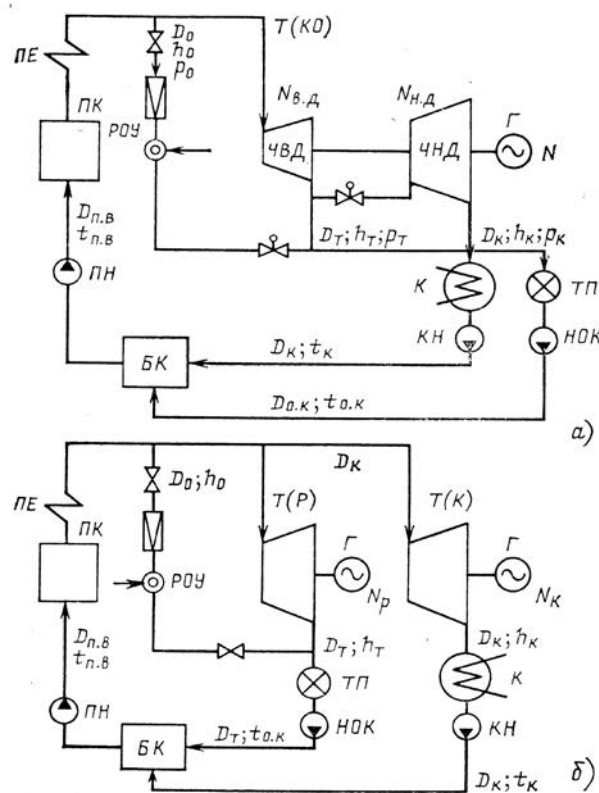 T(КО)
D₀
h₀
p₀
ПЕ
Nв.д
Nн.д
ПК
Г
РОУ
ЧВД
ЧНД
N
Dп.в
tп.в
Dт; hт; pт
Dк; hк; pк
ПН
К
ТП
КН
НОК
Dк; tк
БК
Dо.к; tо.к
а)
Dк
ПЕ
D₀; h₀
T(Р)
T(К)
ПК
Г
Г
РОУ
Nр
Nк
Dп.в
tп.в
Dт; hт
Dк; hк
К
ТП
ПН
НОК
КН
Dт; tо.к
БК
Dк; tк
б)